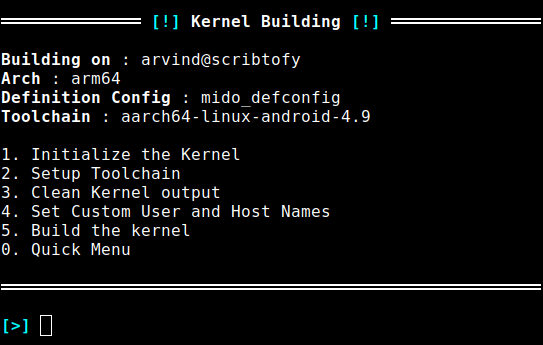 [!] Kernel Building [!]
Building on : arvind@scribtofy
Arch : arm64
Definition Config : mido_defconfig
Toolchain : aarch64-linux-android-4.9
1. Initialize the Kernel
2. Setup Toolchain
3. Clean Kernel output
4. Set Custom User and Host Names
5. Build the kernel
0. Quick Menu
[>]